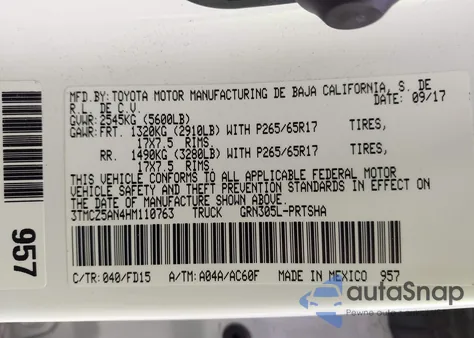 MFD.BY:TOYOTA MOTOR MANUFACTURING DE BAJA CALIFORNIA, S. DE
R.L. DE C.V. DATE: 09/17
GVWR: 2545KG (5600LB)
GAWR:FRT. 1320KG (2910LB) WITH P265/65R17 TIRES,
17X7.5 RIMS,
RR. 1490KG (3280LB) WITH P265/65R17 TIRES,
17X7.5 RIMS.
THIS VEHICLE CONFORMS TO ALL APPLICABLE FEDERAL MOTOR
VEHICLE SAFETY AND THEFT PREVENTION STANDARDS IN EFFECT ON
THE DATE OF MANUFACTURE SHOWN ABOVE.
3TMCZ5AN4HM110763 TRUCK GRN305L-PRTSHA
C/TR: 040/FD15 A/TM: A04A/AC60F MADE IN MEXICO 957
957
autaSnap
Pewne auto